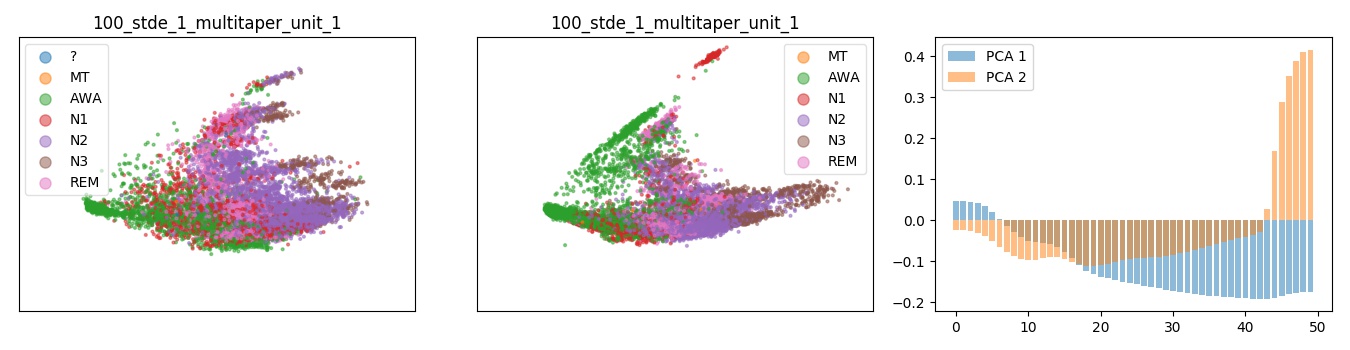 100_stde_1_multitaper_unit_1
?
MT
AWA
N1
N2
N3
REM
100_stde_1_multitaper_unit_1
MT
AWA
N1
N2
N3
REM
PCA 1
PCA 2
0.4
0.3
0.2
0.1
0.0
−0.1
−0.2
0 10 20 30 40 50